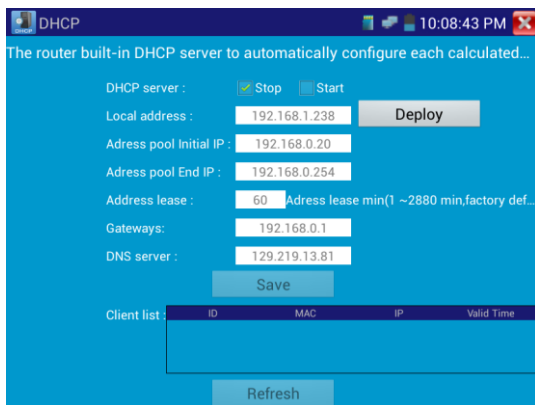 DHCP 10:08:43 PM
The router built-in DHCP server to automatically configure each calculated...
DHCP server : Stop Start
Local address : 192.168.1.238 Deploy
Adress pool Initial IP : 192.168.0.20
Adress pool End IP : 192.168.0.254
Address lease : 60 Adress lease min(1 ~2880 min,factory def...
Gateways: 192.168.0.1
DNS server : 129.219.13.81
Save
Client list : ID MAC IP Valid Time
Refresh